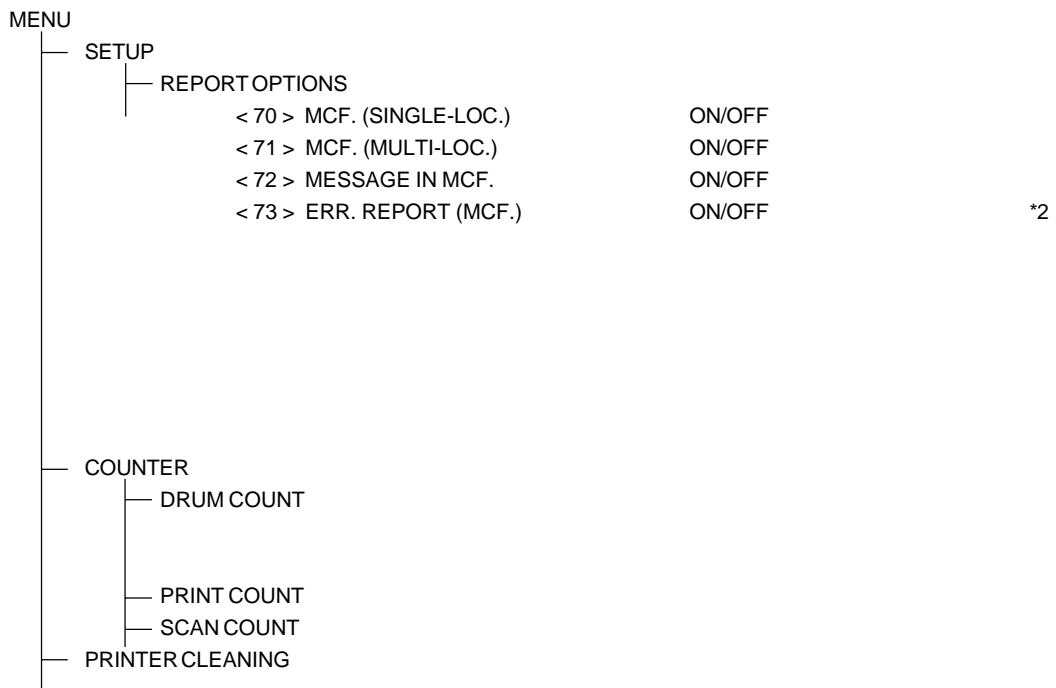 MENU
SETUP
REPORT OPTIONS
< 70 > MCF. (SINGLE-LOC.) ON/OFF
< 71 > MCF. (MULTI-LOC.) ON/OFF
< 72 > MESSAGE IN MCF. ON/OFF
< 73 > ERR. REPORT (MCF.) ON/OFF *2
COUNTER
DRUM COUNT
PRINT COUNT
SCAN COUNT
PRINTER CLEANING